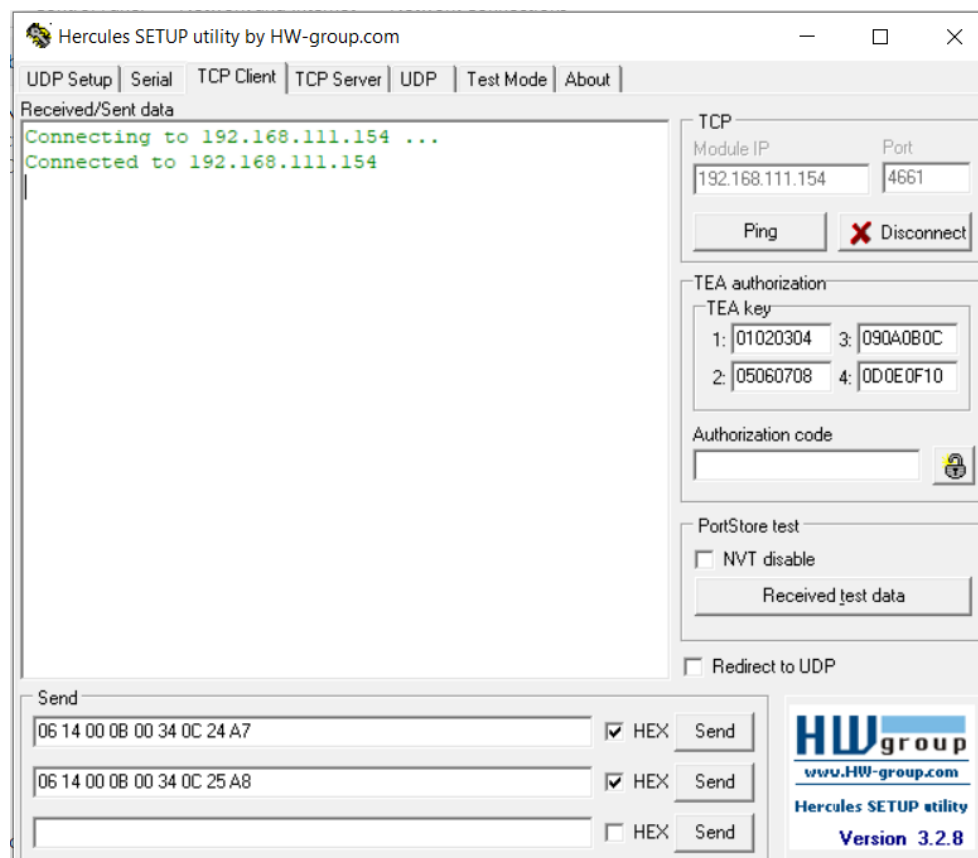 Hercules SETUP utility by HW-group.com
UDP Setup Serial TCP Client TCP Server UDP Test Mode About
Received/Sent data
Connecting to 192.168.111.154 ...
Connected to 192.168.111.154
TCP
Module IP Port
192.168.111.154 4661
Ping Disconnect
TEA authorization
TEA key
1: 01020304 3: 090A0B0C
2: 05060708 4: 0D0E0F10
Authorization code
PortStore test
NVT disable
Received test data
Redirect to UDP
Send
06 14 00 0B 00 34 0C 24 A7 HEX Send
06 14 00 0B 00 34 0C 25 A8 HEX Send
HEX Send
HW group
www.HW-group.com
Hercules SETUP utility
Version 3.2.8